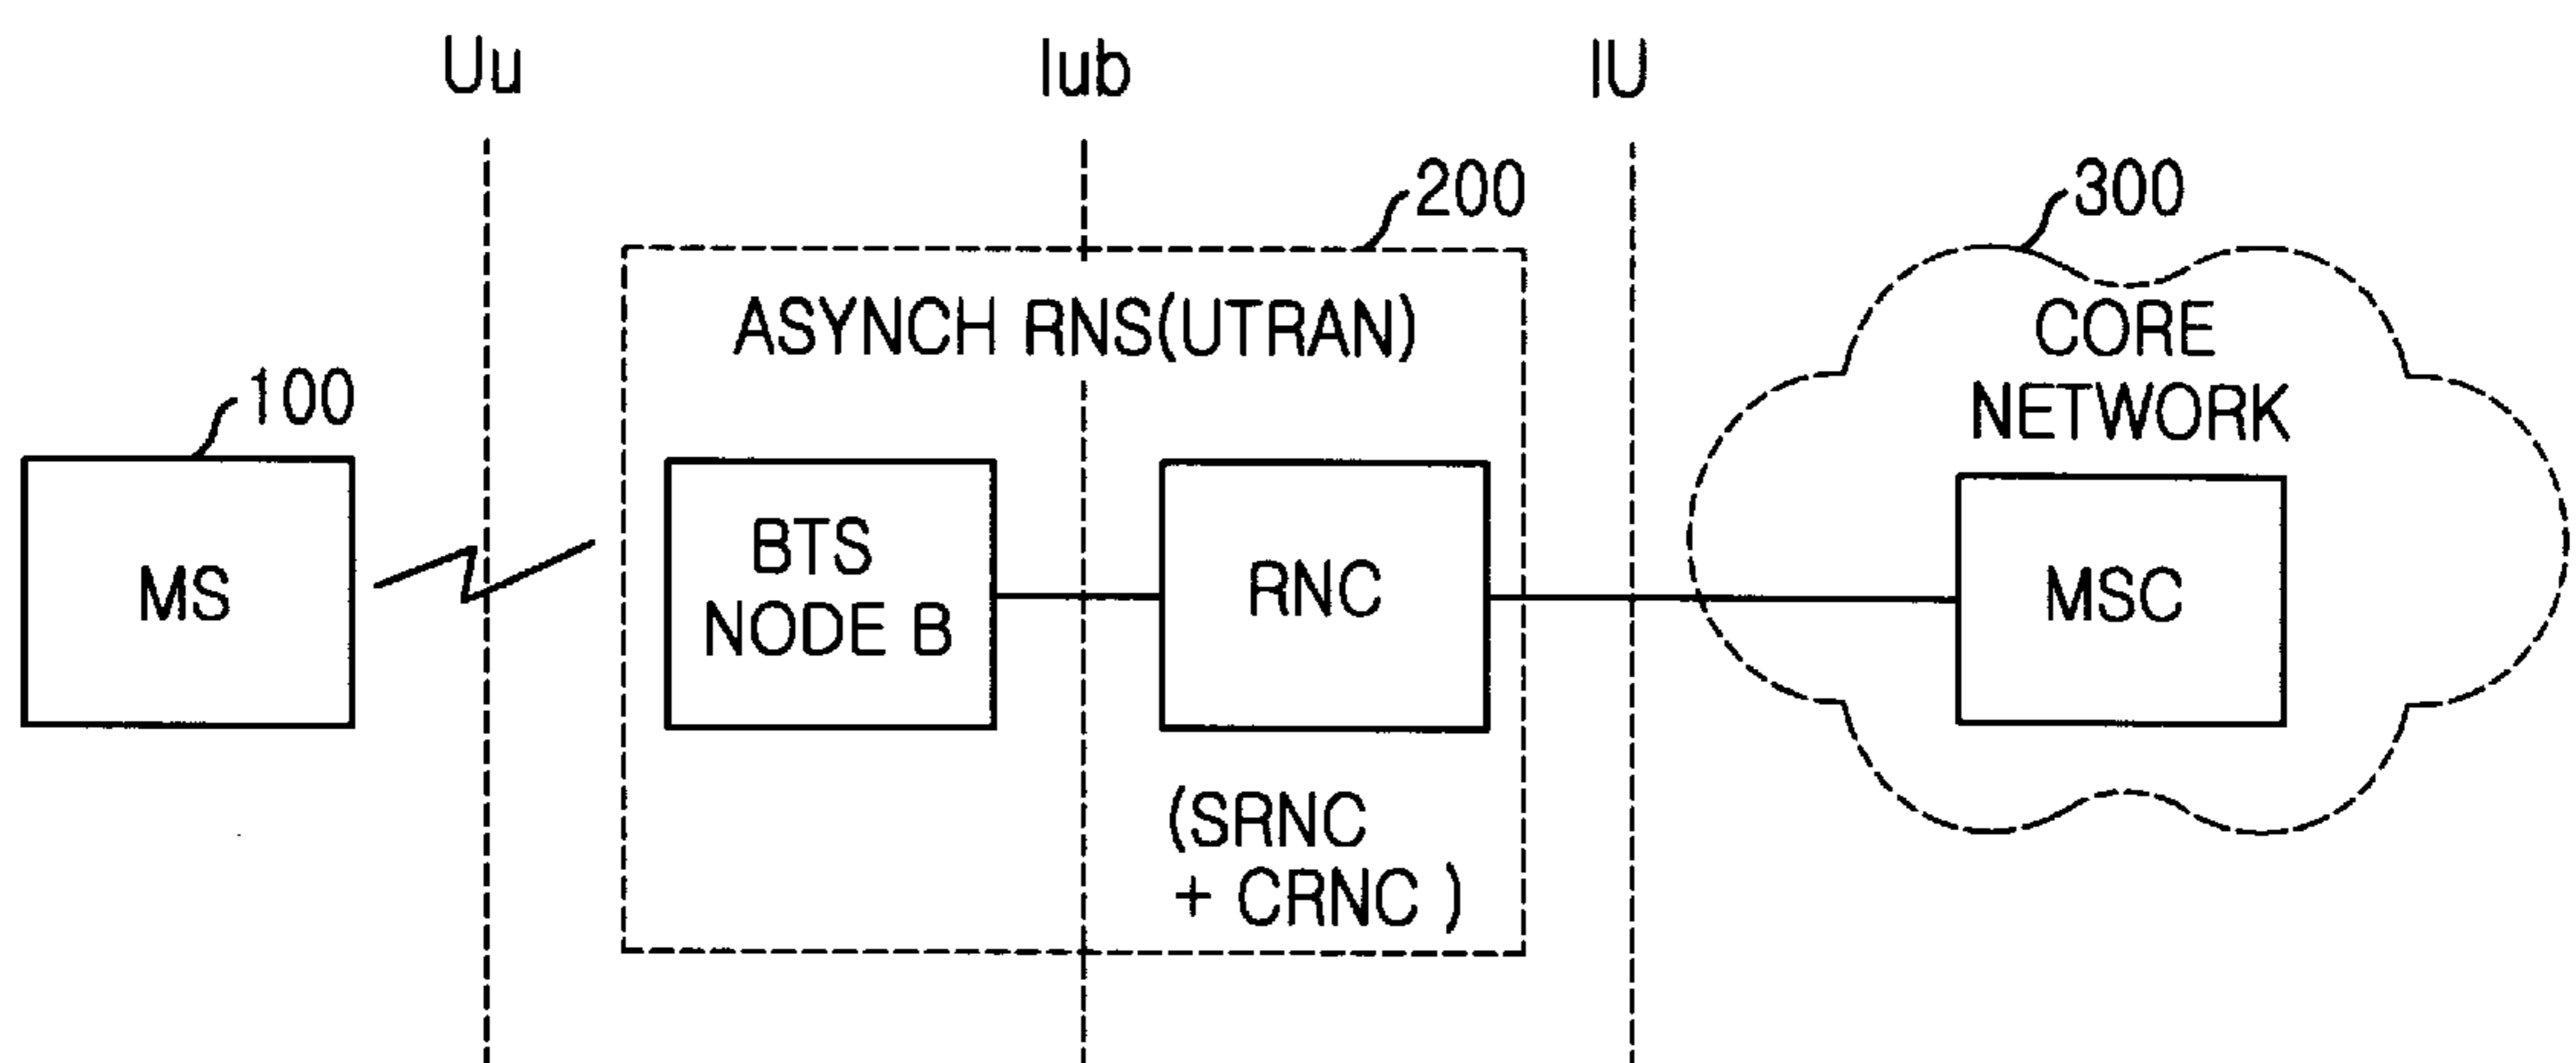 Uu
Iub
IU
200
300
ASYNCH RNS(UTRAN)
CORE
NETWORK
100
MS
BTS
NODE B
RNC
MSC
(SRNC
+ CRNC )